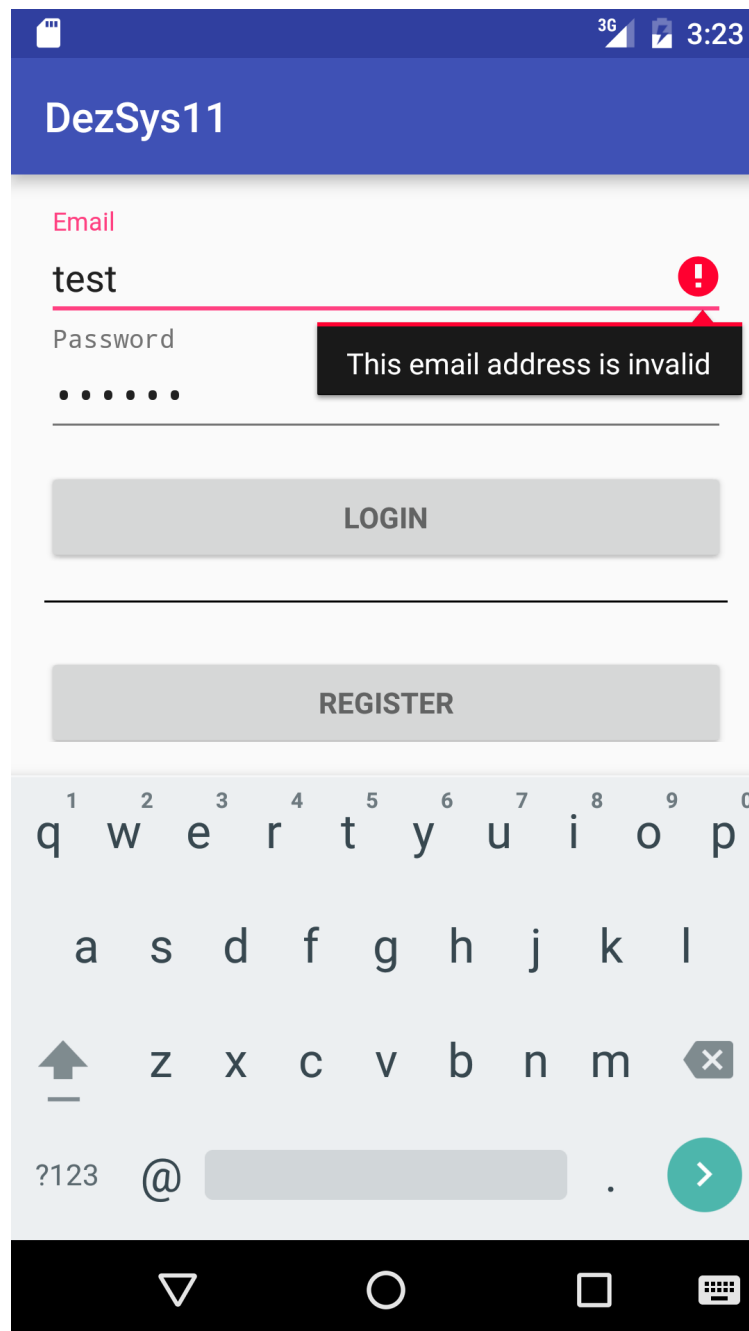 3G 3:23
DezSys11
Email
test
Password
This email address is invalid
••••••
LOGIN
REGISTER
1 2 3 4 5 6 7 8 9 0
q w e r t y u i o p
a s d f g h j k l
z x c v b n m
?123 @ .